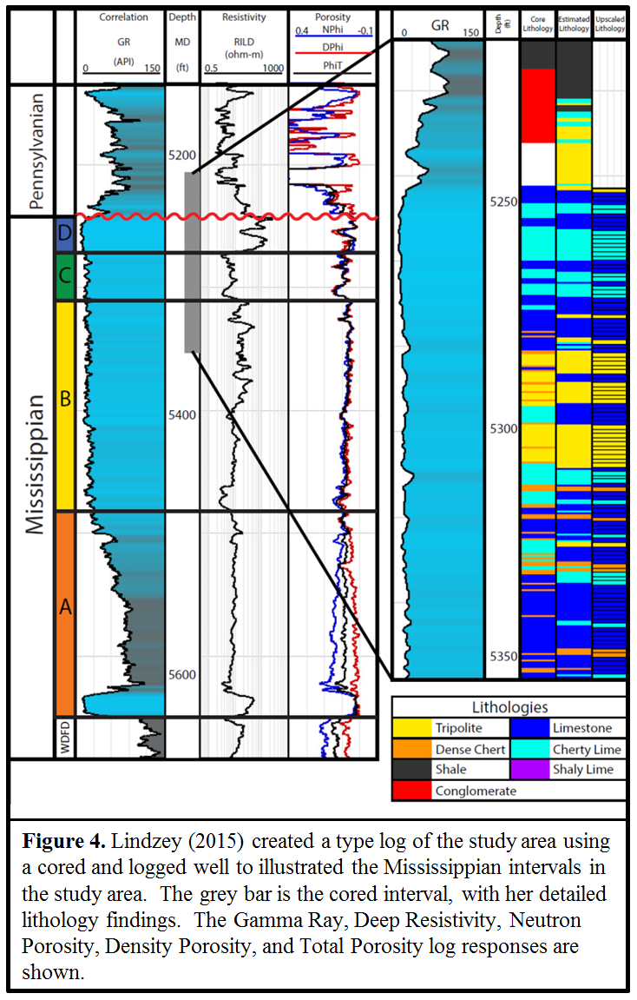 Correlation
GR
(API)
0 150
Depth
MD
(ft)
Resistivity
RILD
(ohm-m)
0.5 1000
Porosity
0.4 NPhi -0.1
DPhi
PhiT
Pennsylvanian
Mississippian
D
C
B
A
WDFD
5200
5400
5600
GR
0 150
Depth
(ft)
Core
Lithology
Estimated
Lithology
Upscaled
Lithology
5250
5300
5350
Lithologies
Tripolite
Limestone
Dense Chert
Cherty Lime
Shale
Shaly Lime
Conglomerate
Figure 4. Lindzey (2015) created a type log of the study area using
a cored and logged well to illustrated the Mississippian intervals in
the study area. The grey bar is the cored interval, with her detailed
lithology findings. The Gamma Ray, Deep Resistivity, Neutron
Porosity, Density Porosity, and Total Porosity log responses are
shown.